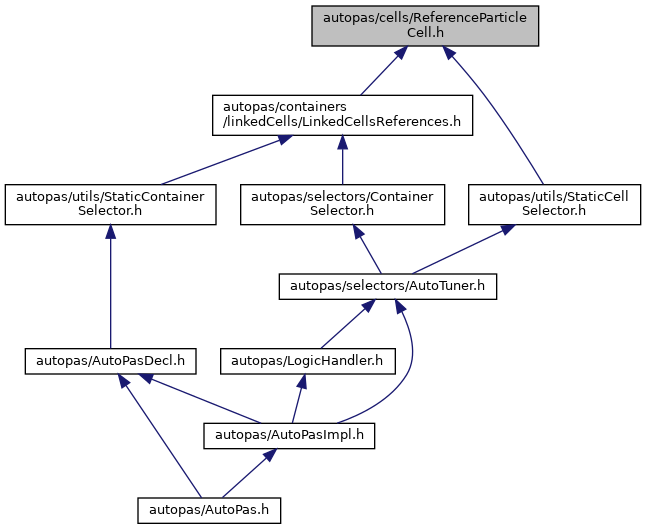 autopas/cells/ReferenceParticle
Cell.h
autopas/containers
/linkedCells/LinkedCellsReferences.h
autopas/utils/StaticContainer
Selector.h
autopas/selectors/Container
Selector.h
autopas/utils/StaticCell
Selector.h
autopas/selectors/AutoTuner.h
autopas/AutoPasDecl.h
autopas/LogicHandler.h
autopas/AutoPasImpl.h
autopas/AutoPas.h